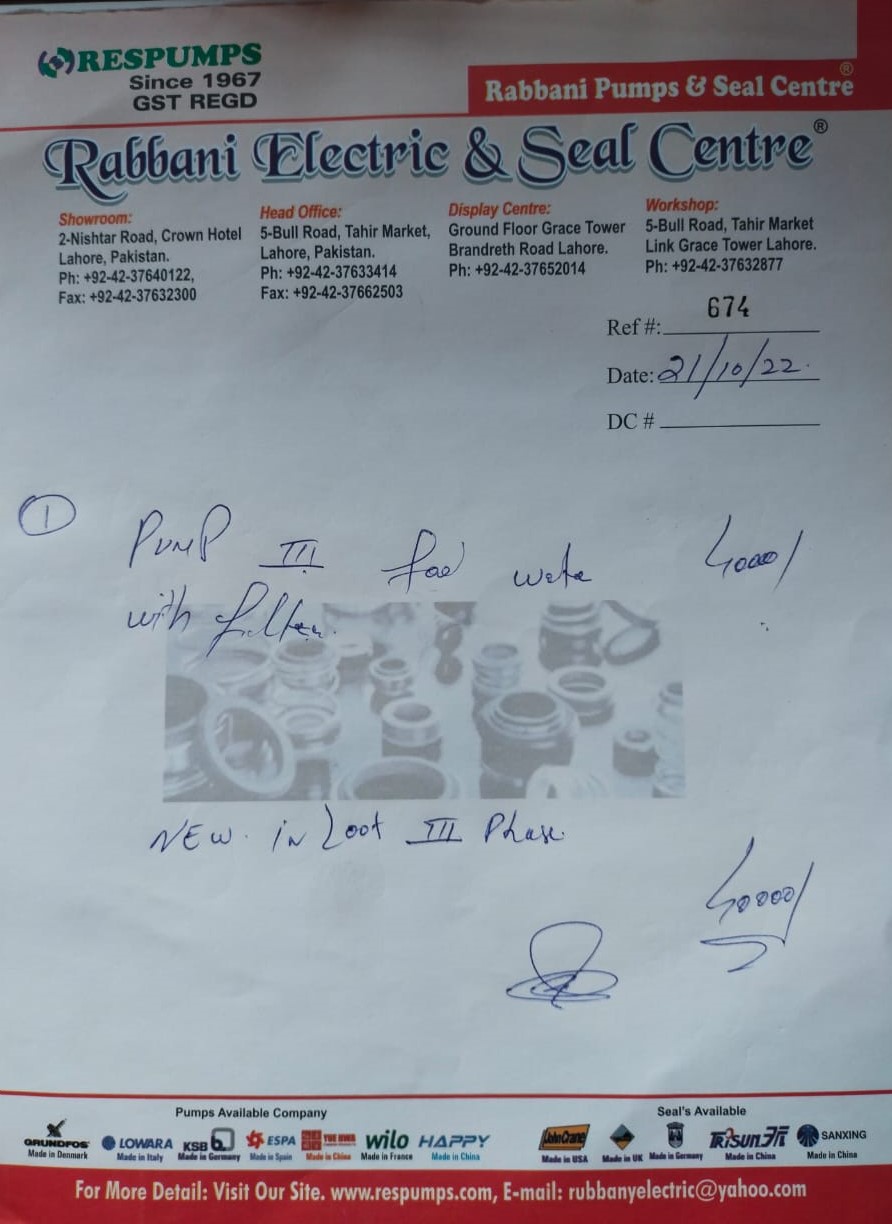 RESPUMPS
Since 1967
GST REGD
Rabbani Pumps & Seal Centre®
Rabbani Electric & Seal Centre®
Showroom:
2-Nishtar Road, Crown Hotel
Lahore, Pakistan.
Ph: +92-42-37640122,
Fax: +92-42-37632300
Head Office:
5-Bull Road, Tahir Market,
Lahore, Pakistan.
Ph: +92-42-37633414
Fax: +92-42-37662503
Display Centre:
Ground Floor Grace Tower
Brandreth Road Lahore.
Ph: +92-42-37652014
Workshop:
5-Bull Road, Tahir Market
Link Grace Tower Lahore.
Ph: +92-42-37632877
Ref #: 674
Date: 21/10/22
DC #
1 PUMP III wate
with
NEW. III Phase
Pumps Available Company
GRUNDFOS LOWARA KSB ESPA wilo HAPPY
Made in Denmark Made in Italy Made in Germany Made in Spain Made in China Made in France Made in China
Seal's Available
John Crane TRiSUN SANXING
Made in USA Made in UK Made in Germany Made in China Made in China
For More Detail: Visit Our Site. www.respumps.com, E-mail: rubbanyelectric@yahoo.com